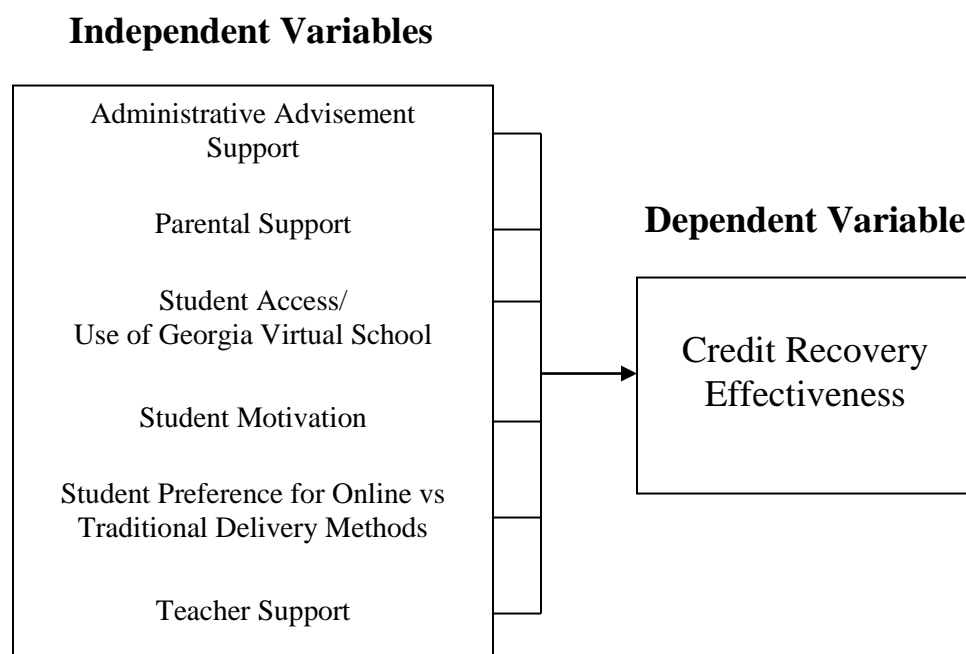 Independent Variables
Administrative Advisement
Support
Parental Support
Student Access/
Use of Georgia Virtual School
Student Motivation
Student Preference for Online vs
Traditional Delivery Methods
Teacher Support
Dependent Variable
Credit Recovery
Effectiveness